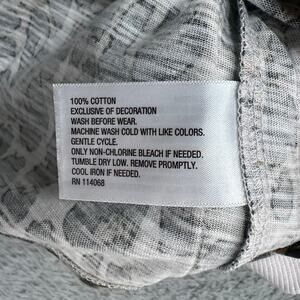 100% COTTON
EXCLUSIVE OF DECORATION
WASH BEFORE WEAR.
MACHINE WASH COLD WITH LIKE COLORS.
GENTLE CYCLE.
ONLY NON-CHLORINE BLEACH IF NEEDED.
TUMBLE DRY LOW. REMOVE PROMPTLY.
COOL IRON IF NEEDED.
RN 114068